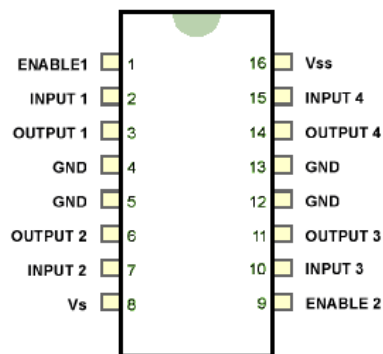 ENABLE1 1 16 Vss
INPUT 1 2 15 INPUT 4
OUTPUT 1 3 14 OUTPUT 4
GND 4 13 GND
GND 5 12 GND
OUTPUT 2 6 11 OUTPUT 3
INPUT 2 7 10 INPUT 3
Vs 8 9 ENABLE 2